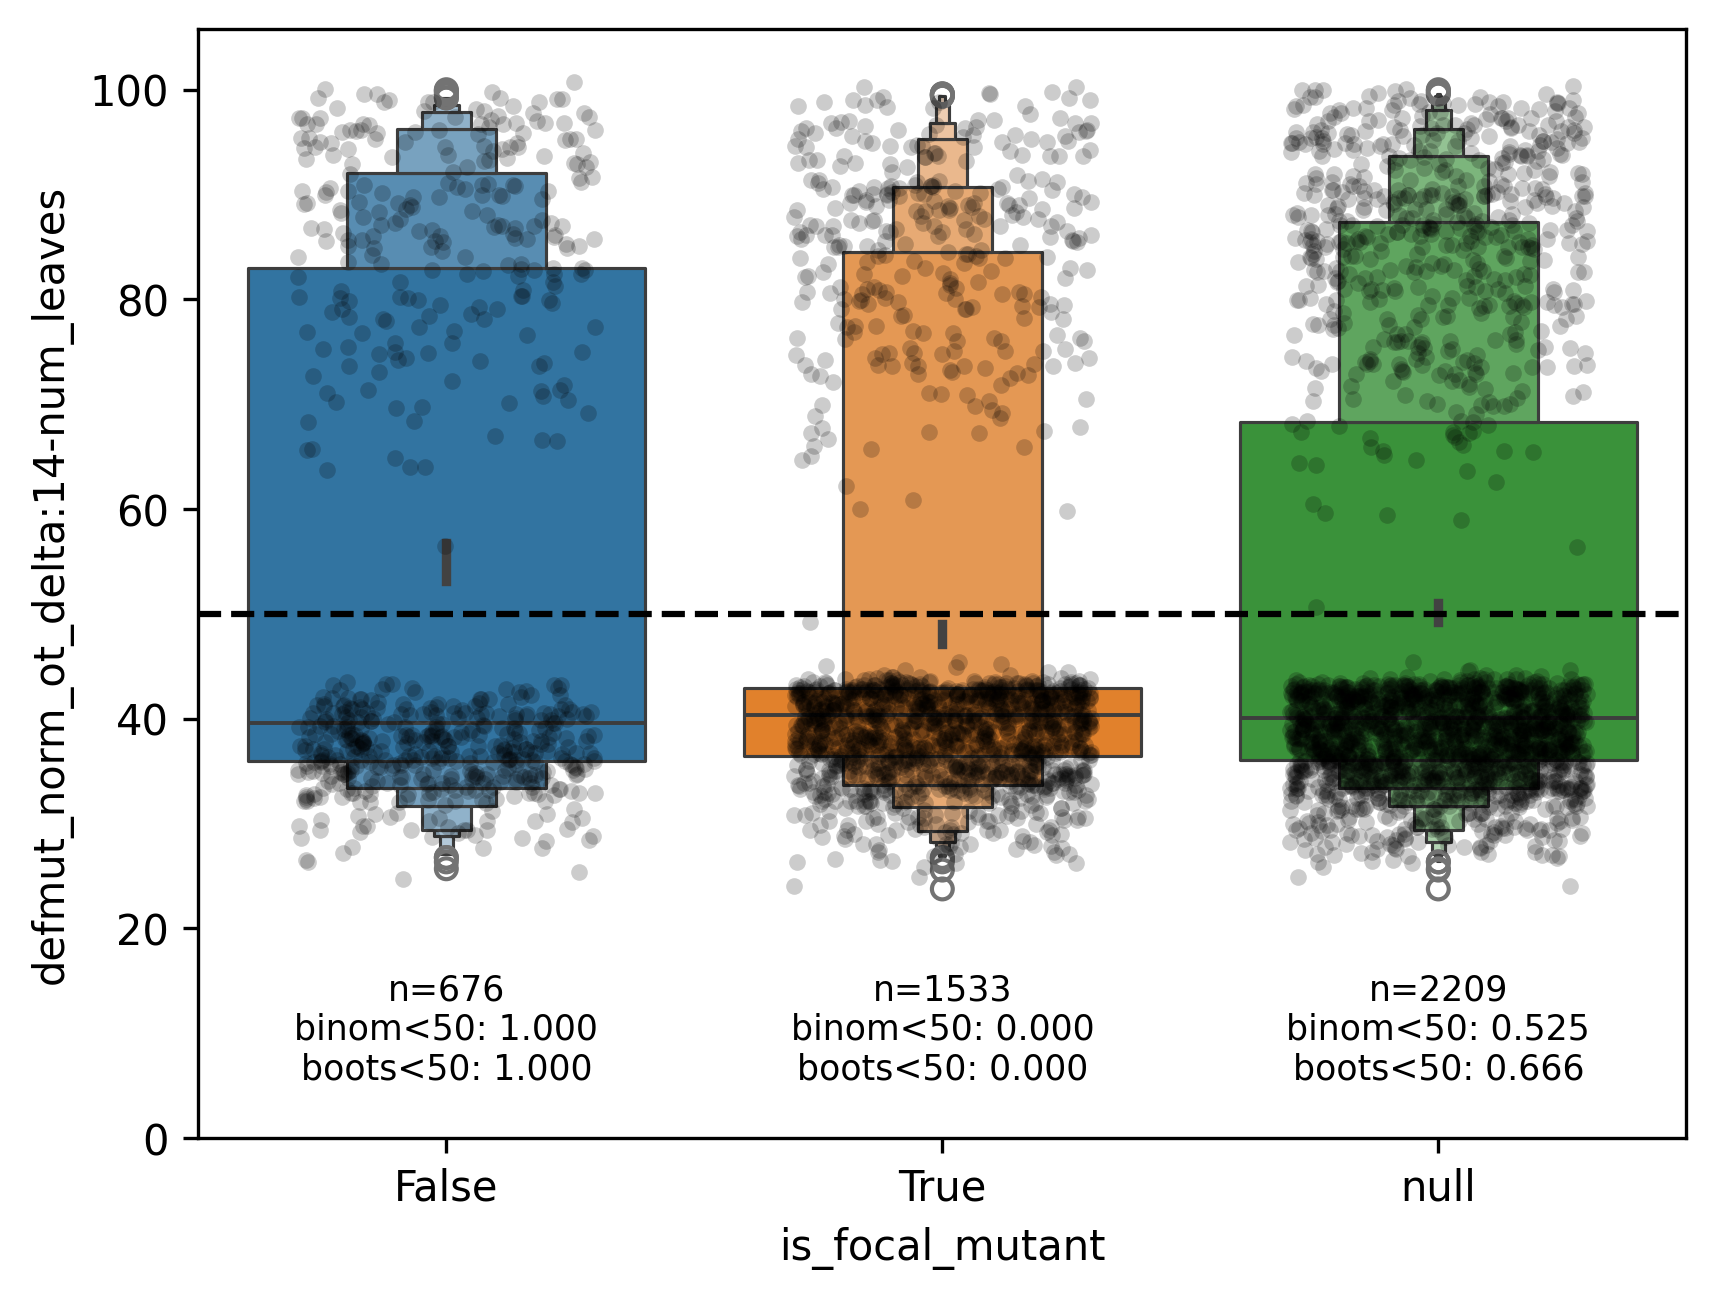 defmut_norm_ot_delta:14-num_leaves
100
80
60
40
20
0
n=676
binom<50: 1.000
boots<50: 1.000
n=1533
binom<50: 0.000
boots<50: 0.000
n=2209
binom<50: 0.525
boots<50: 0.666
False
True
null
is_focal_mutant